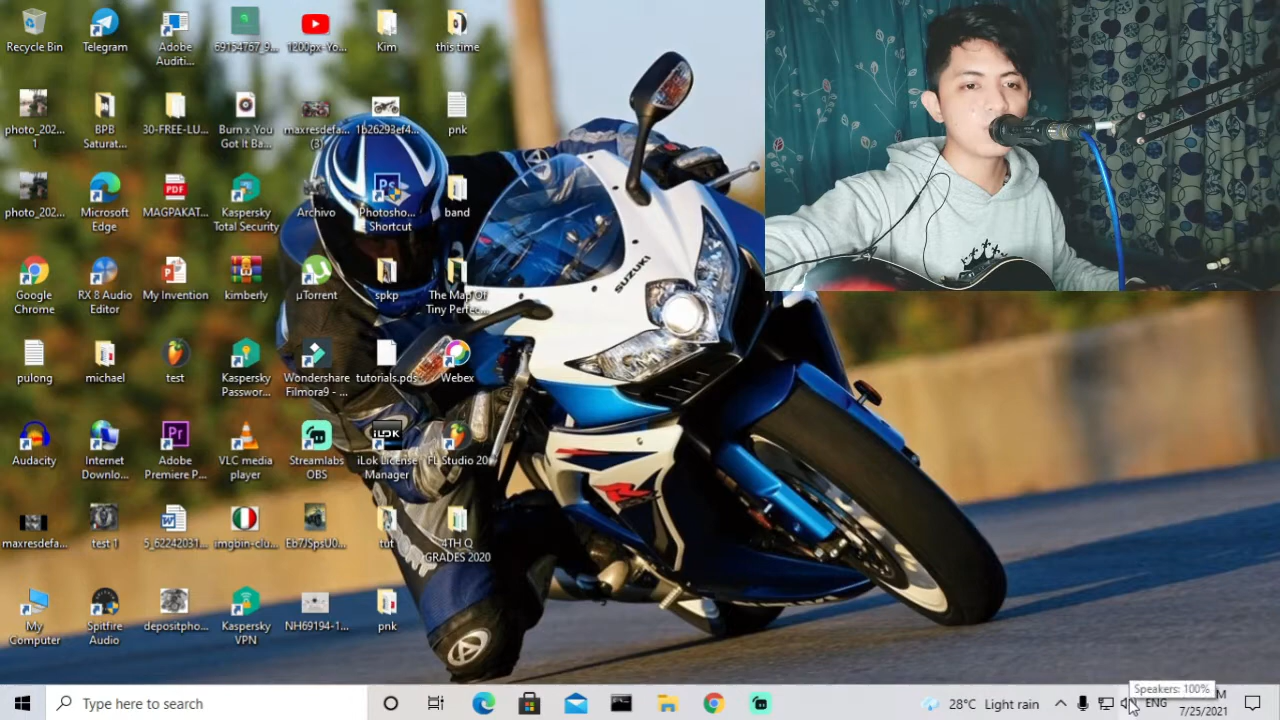 Recycle Bin
Telegram
Adobe
Auditi...
69154767_9...
1200px-Yo...
Kim
this time
photo_202...
1
BPB
Saturat...
30-FREE-LU...
Burn x You
Got It Ba...
maxresdefa...
(3)
1b26293ef4...
pnk
photo_202...
Microsoft
Edge
PDF
MAGPAKAT...
Kaspersky
Total Security
Archivo
Ps
Photosho...
Shortcut
band
Google
Chrome
RX 8 Audio
Editor
My Invention
kimberly
µTorrent
spkp
The Map Of
Tiny Perfec...
pulong
michael
test
Kaspersky
Passwor...
Wondershare
Filmora9 - ...
tutorials.pds
Webex
Audacity
Internet
Downlo...
Pr
Adobe
Premiere P...
VLC media
player
Streamlabs
OBS
iLOK
iLok License
Manager
FL Studio 20
maxresdefa...
test 1
5_62242031...
imgbin-clu...
Eb7JSpsU0...
tut
4TH Q
GRADES 2020
My
Computer
Spitfire
Audio
depositpho...
Kaspersky
VPN
NH69194-1...
pnk
SUZUKI
Type here to search
28°C Light rain
ENG
Speakers: 100%
M
7/25/2021